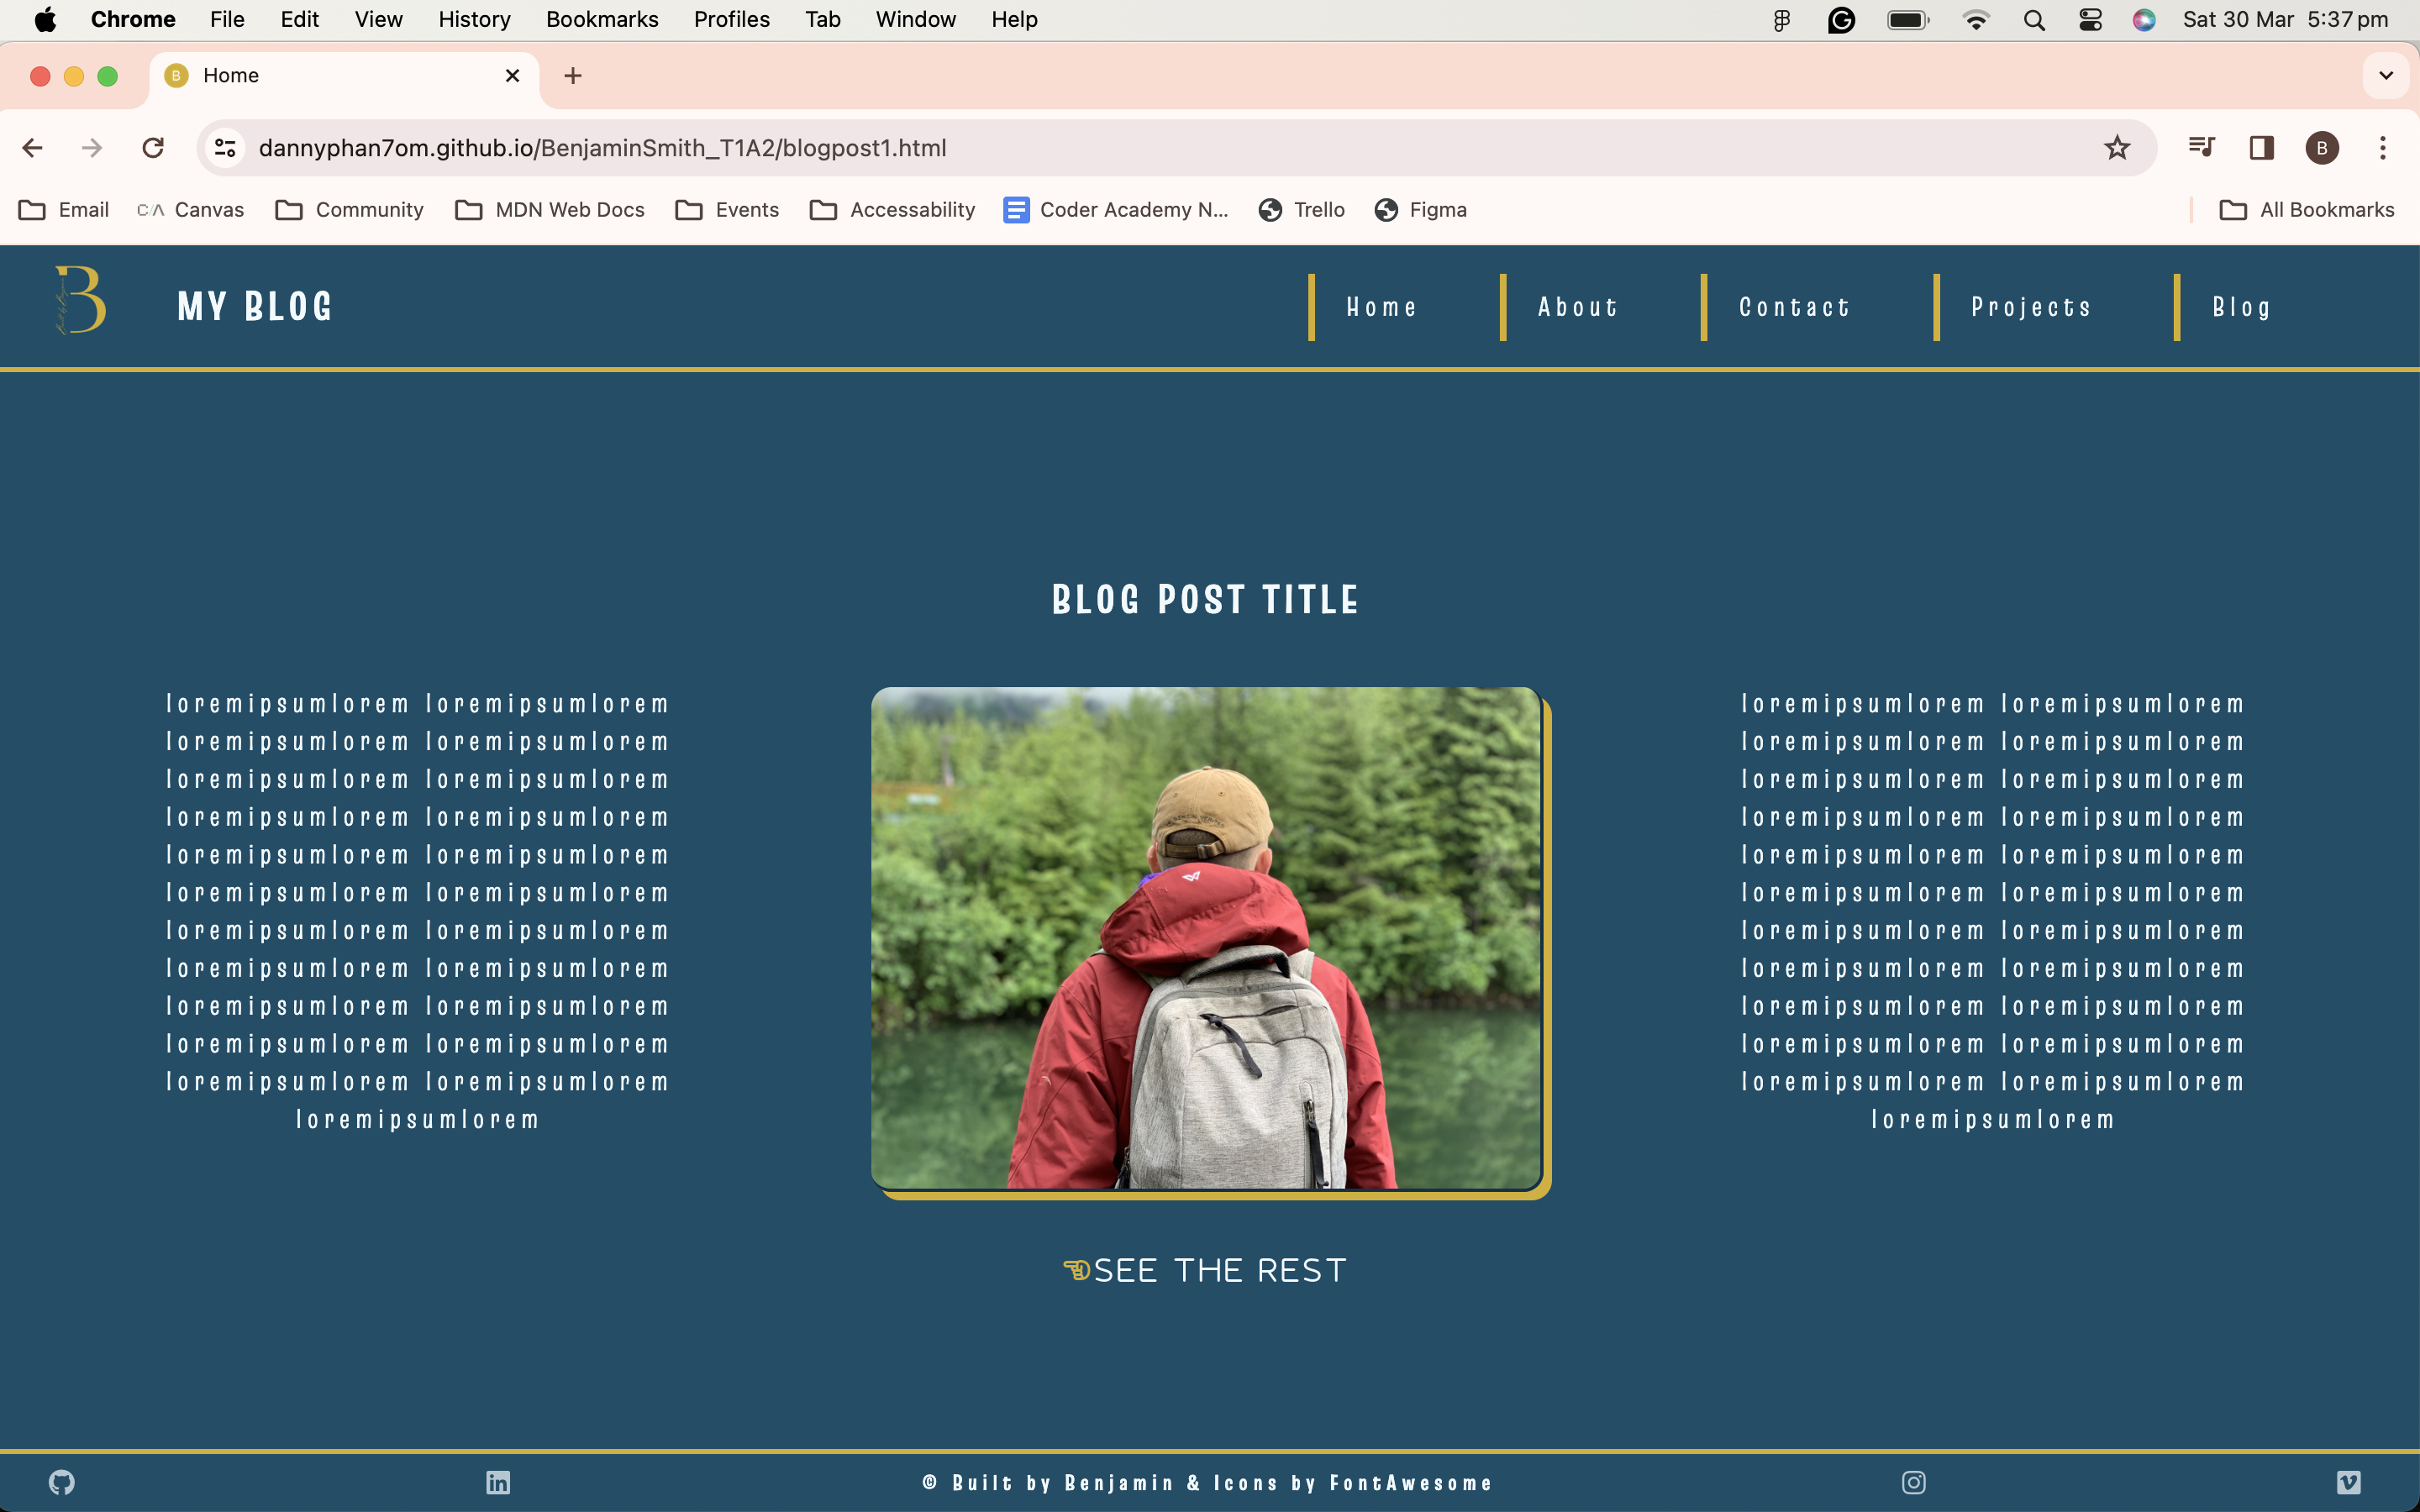 Chrome File Edit View History Bookmarks Profiles Tab Window Help Sat 30 Mar 5:37 pm
B Home
dannyphan7om.github.io/BenjaminSmith_T1A2/blogpost1.html B
Email C/A Canvas Community MDN Web Docs Events Accessability Coder Academy N... Trello Figma All Bookmarks
B MY BLOG Home About Contact Projects Blog
BLOG POST TITLE
loremipsumlorem loremipsumlorem
loremipsumlorem loremipsumlorem
loremipsumlorem loremipsumlorem
loremipsumlorem loremipsumlorem
loremipsumlorem loremipsumlorem
loremipsumlorem loremipsumlorem
loremipsumlorem loremipsumlorem
loremipsumlorem loremipsumlorem
loremipsumlorem loremipsumlorem
loremipsumlorem loremipsumlorem
loremipsumlorem loremipsumlorem
loremipsumlorem
loremipsumlorem loremipsumlorem
loremipsumlorem loremipsumlorem
loremipsumlorem loremipsumlorem
loremipsumlorem loremipsumlorem
loremipsumlorem loremipsumlorem
loremipsumlorem loremipsumlorem
loremipsumlorem loremipsumlorem
loremipsumlorem loremipsumlorem
loremipsumlorem loremipsumlorem
loremipsumlorem loremipsumlorem
loremipsumlorem loremipsumlorem
loremipsumlorem
SEE THE REST
© Built by Benjamin & Icons by FontAwesome